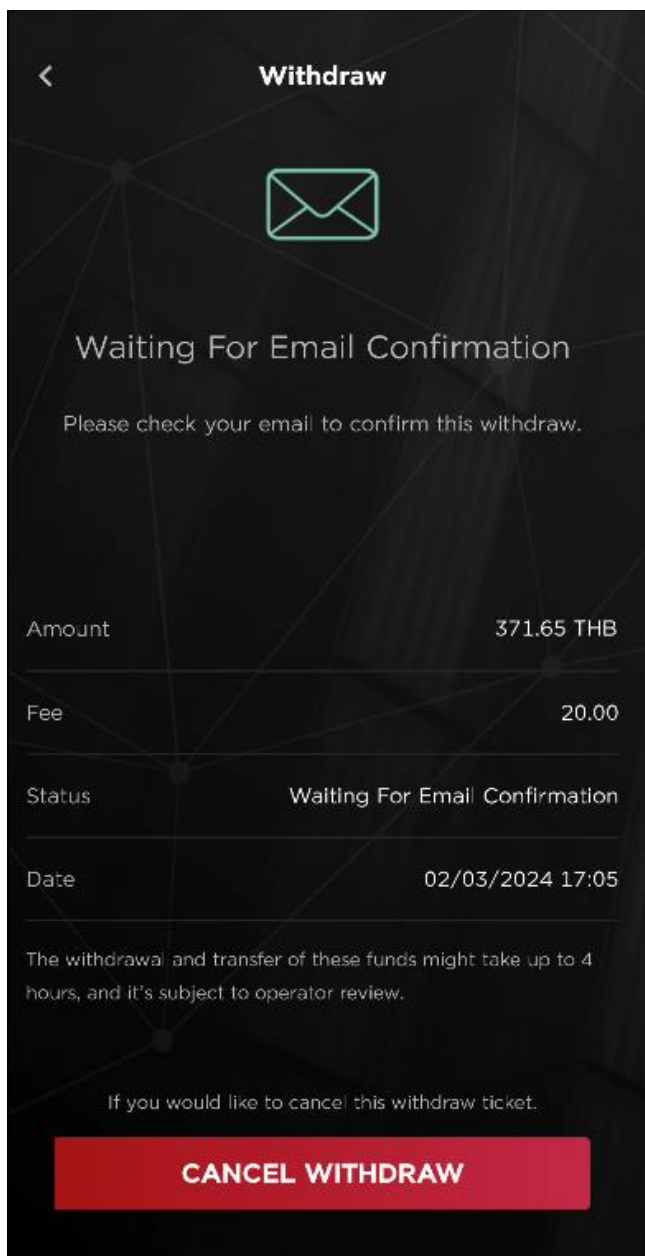 Withdraw
Waiting For Email Confirmation
Please check your email to confirm this withdraw.
Amount 371.65 THB
Fee 20.00
Status Waiting For Email Confirmation
Date 02/03/2024 17:05
The withdrawal and transfer of these funds might take up to 4
hours, and it's subject to operator review.
If you would like to cancel this withdraw ticket.
CANCEL WITHDRAW